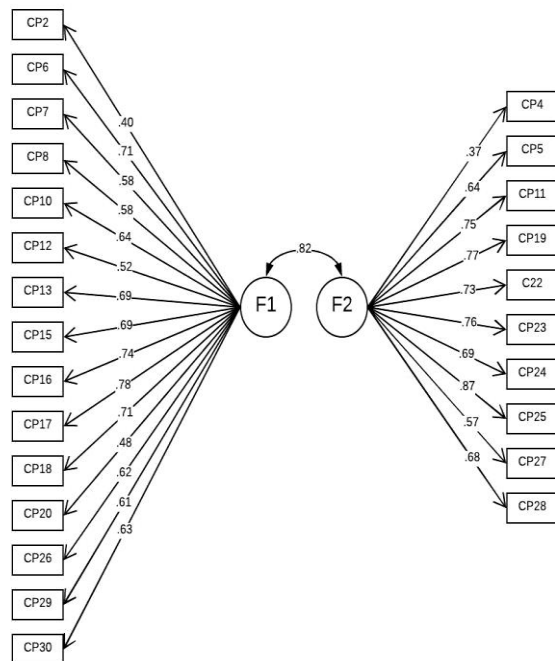 CP2
CP6
CP7
CP8
CP10
CP12
CP13
CP15
CP16
CP17
CP18
CP20
CP26
CP29
CP30
.40
.71
.58
.58
.64
.52
.69
.69
.74
.78
.71
.48
.62
.61
.63
F1
.82
F2
.37
.64
.75
.77
.73
.76
.69
.87
.57
.68
CP4
CP5
CP11
CP19
C22
CP23
CP24
CP25
CP27
CP28